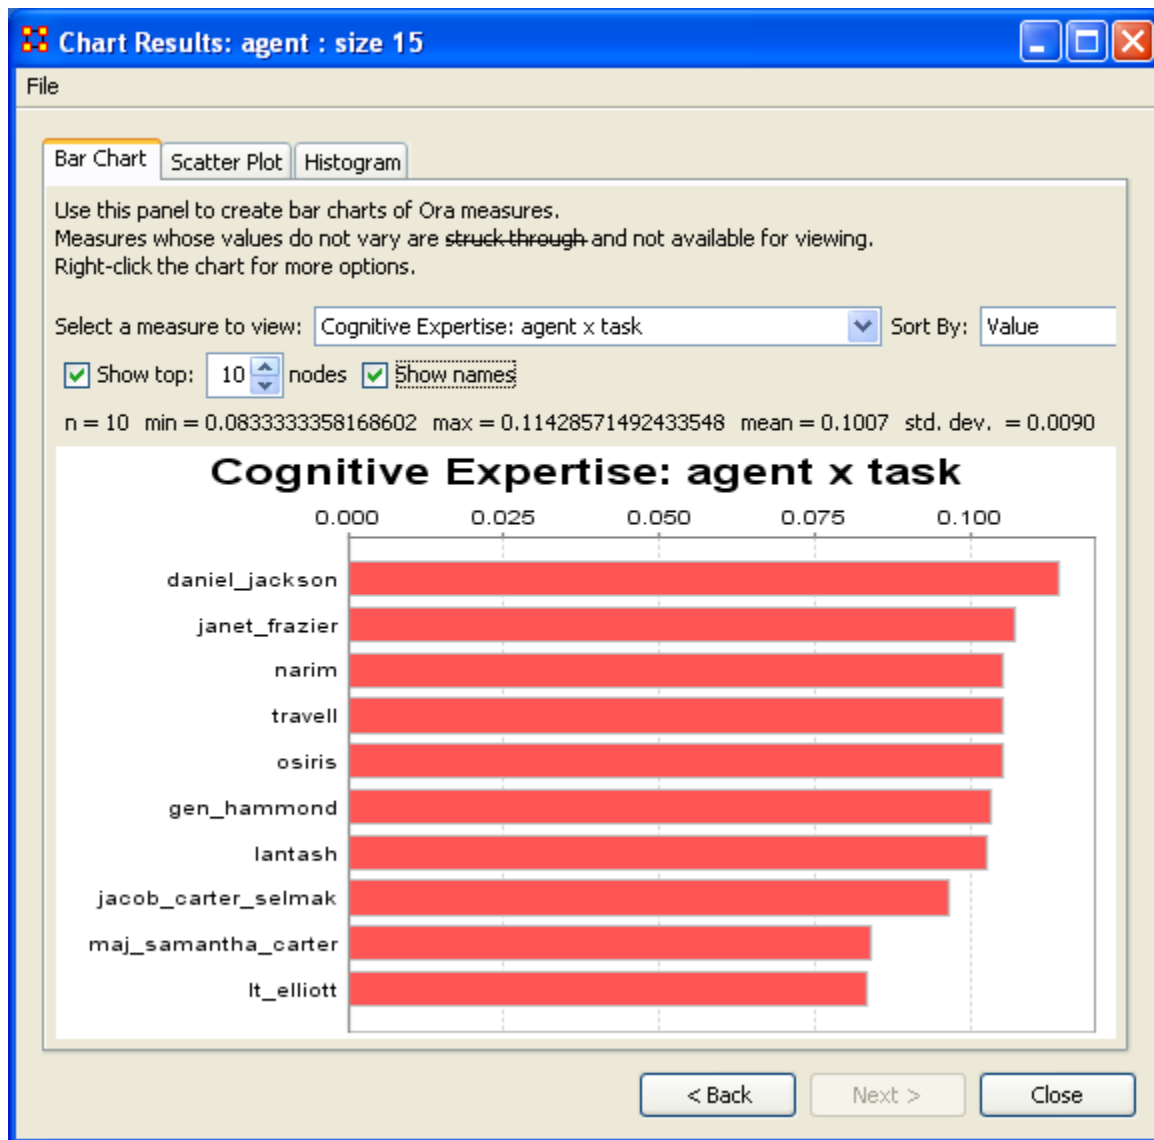 Chart Results: agent : size 15
File
Bar Chart Scatter Plot Histogram
Use this panel to create bar charts of Ora measures.
Measures whose values do not vary are struck through and not available for viewing.
Right-click the chart for more options.
Select a measure to view: Cognitive Expertise: agent x task Sort By: Value
Show top: 10 nodes Show names
n = 10 min = 0.0833333358168602 max = 0.11428571492433548 mean = 0.1007 std. dev. = 0.0090
Cognitive Expertise: agent x task
0.000 0.025 0.050 0.075 0.100
daniel_jackson
janet_frazier
narim
travell
osiris
gen_hammond
lantash
jacob_carter_selmak
maj_samantha_carter
lt_elliott
< Back Next > Close